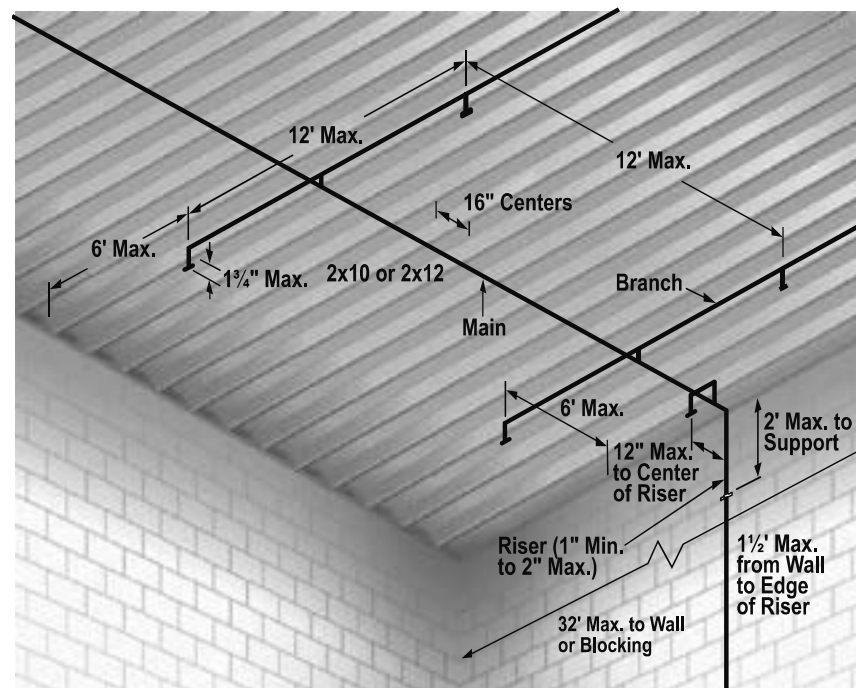 12' Max.
12' Max.
16" Centers
6' Max.
1¾" Max.
2x10 or 2x12
Branch
Main
6' Max.
2' Max. to
Support
12" Max.
to Center
of Riser
Riser (1" Min.
to 2" Max.)
1½' Max.
from Wall
to Edge
of Riser
32' Max. to Wall
or Blocking